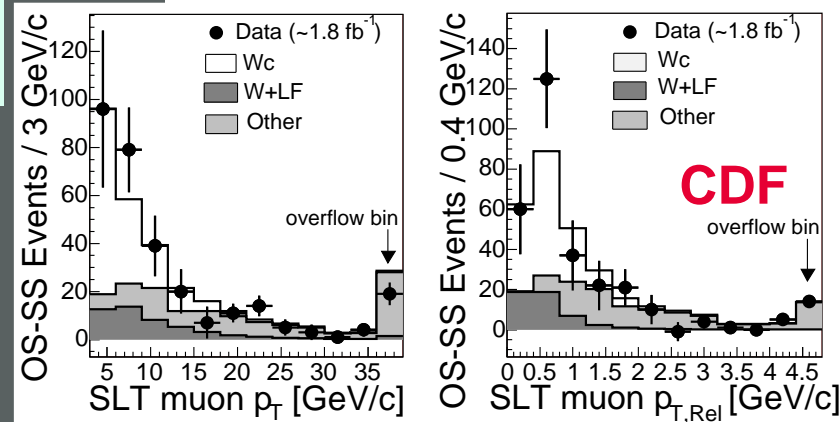 OS-SS Events / 3 GeV/c
120
100
80
60
40
20
0
Data (~1.8 fb⁻¹)
Wc
W+LF
Other
overflow bin
5 10 15 20 25 30 35
SLT muon p_T [GeV/c]
OS-SS Events / 0.4 GeV/c
140
120
100
80
60
40
20
0
Data (~1.8 fb⁻¹)
Wc
W+LF
Other
CDF
overflow bin
0 0.5 1 1.5 2 2.5 3 3.5 4 4.5
SLT muon p_T,Rel [GeV/c]